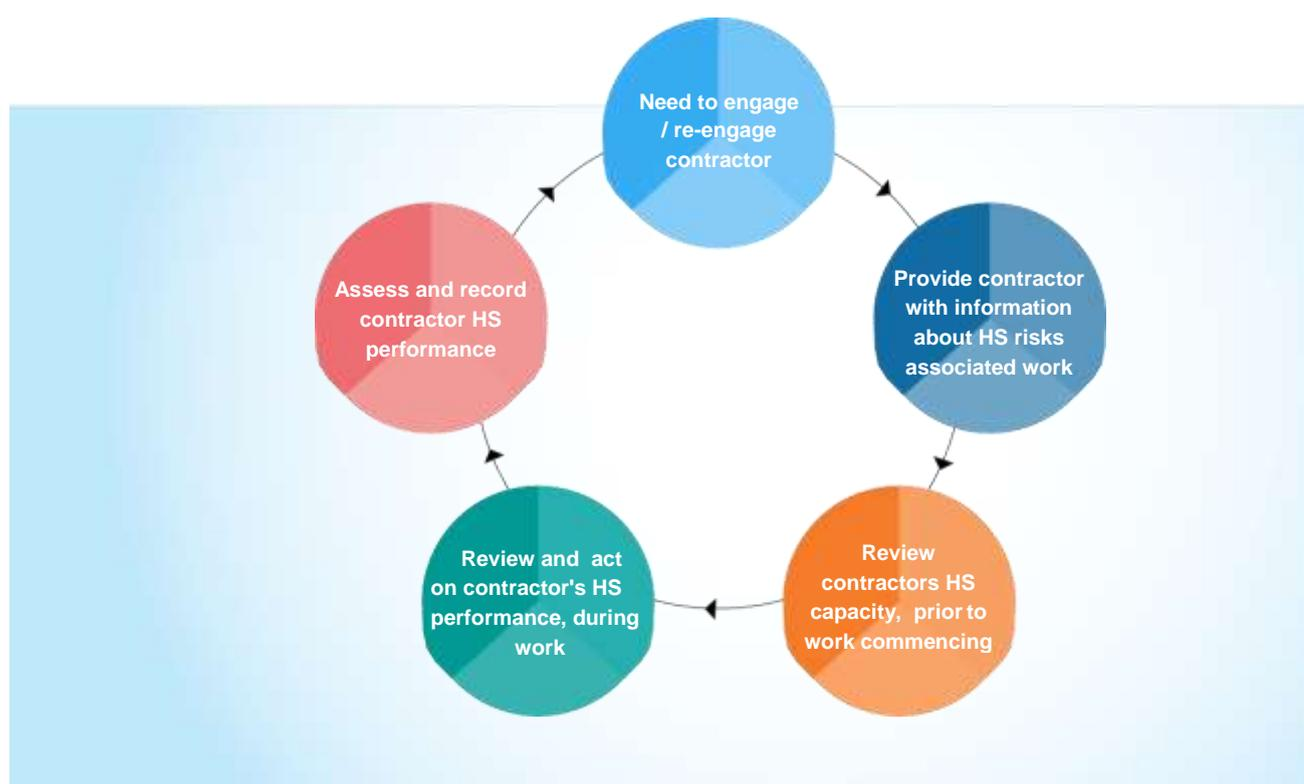 Need to engage
/ re-engage
contractor
Provide contractor
with information
about HS risks
associated work
Review
contractors HS
capacity, prior to
work commencing
Review and act
on contractor's HS
performance, during
work
Assess and record
contractor HS
performance